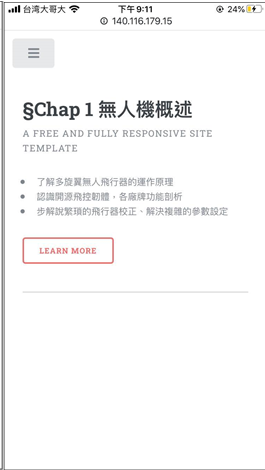 台湾大哥大 下午9:11 24%
140.116.179.15
§Chap 1 無人機概述
A FREE AND FULLY RESPONSIVE SITE
TEMPLATE
了解多旋翼無人飛行器的運作原理
認識開源飛控韌體，各廠牌功能剖析
步解說繁瑣的飛行器校正、解決複雜的參數設定
LEARN MORE